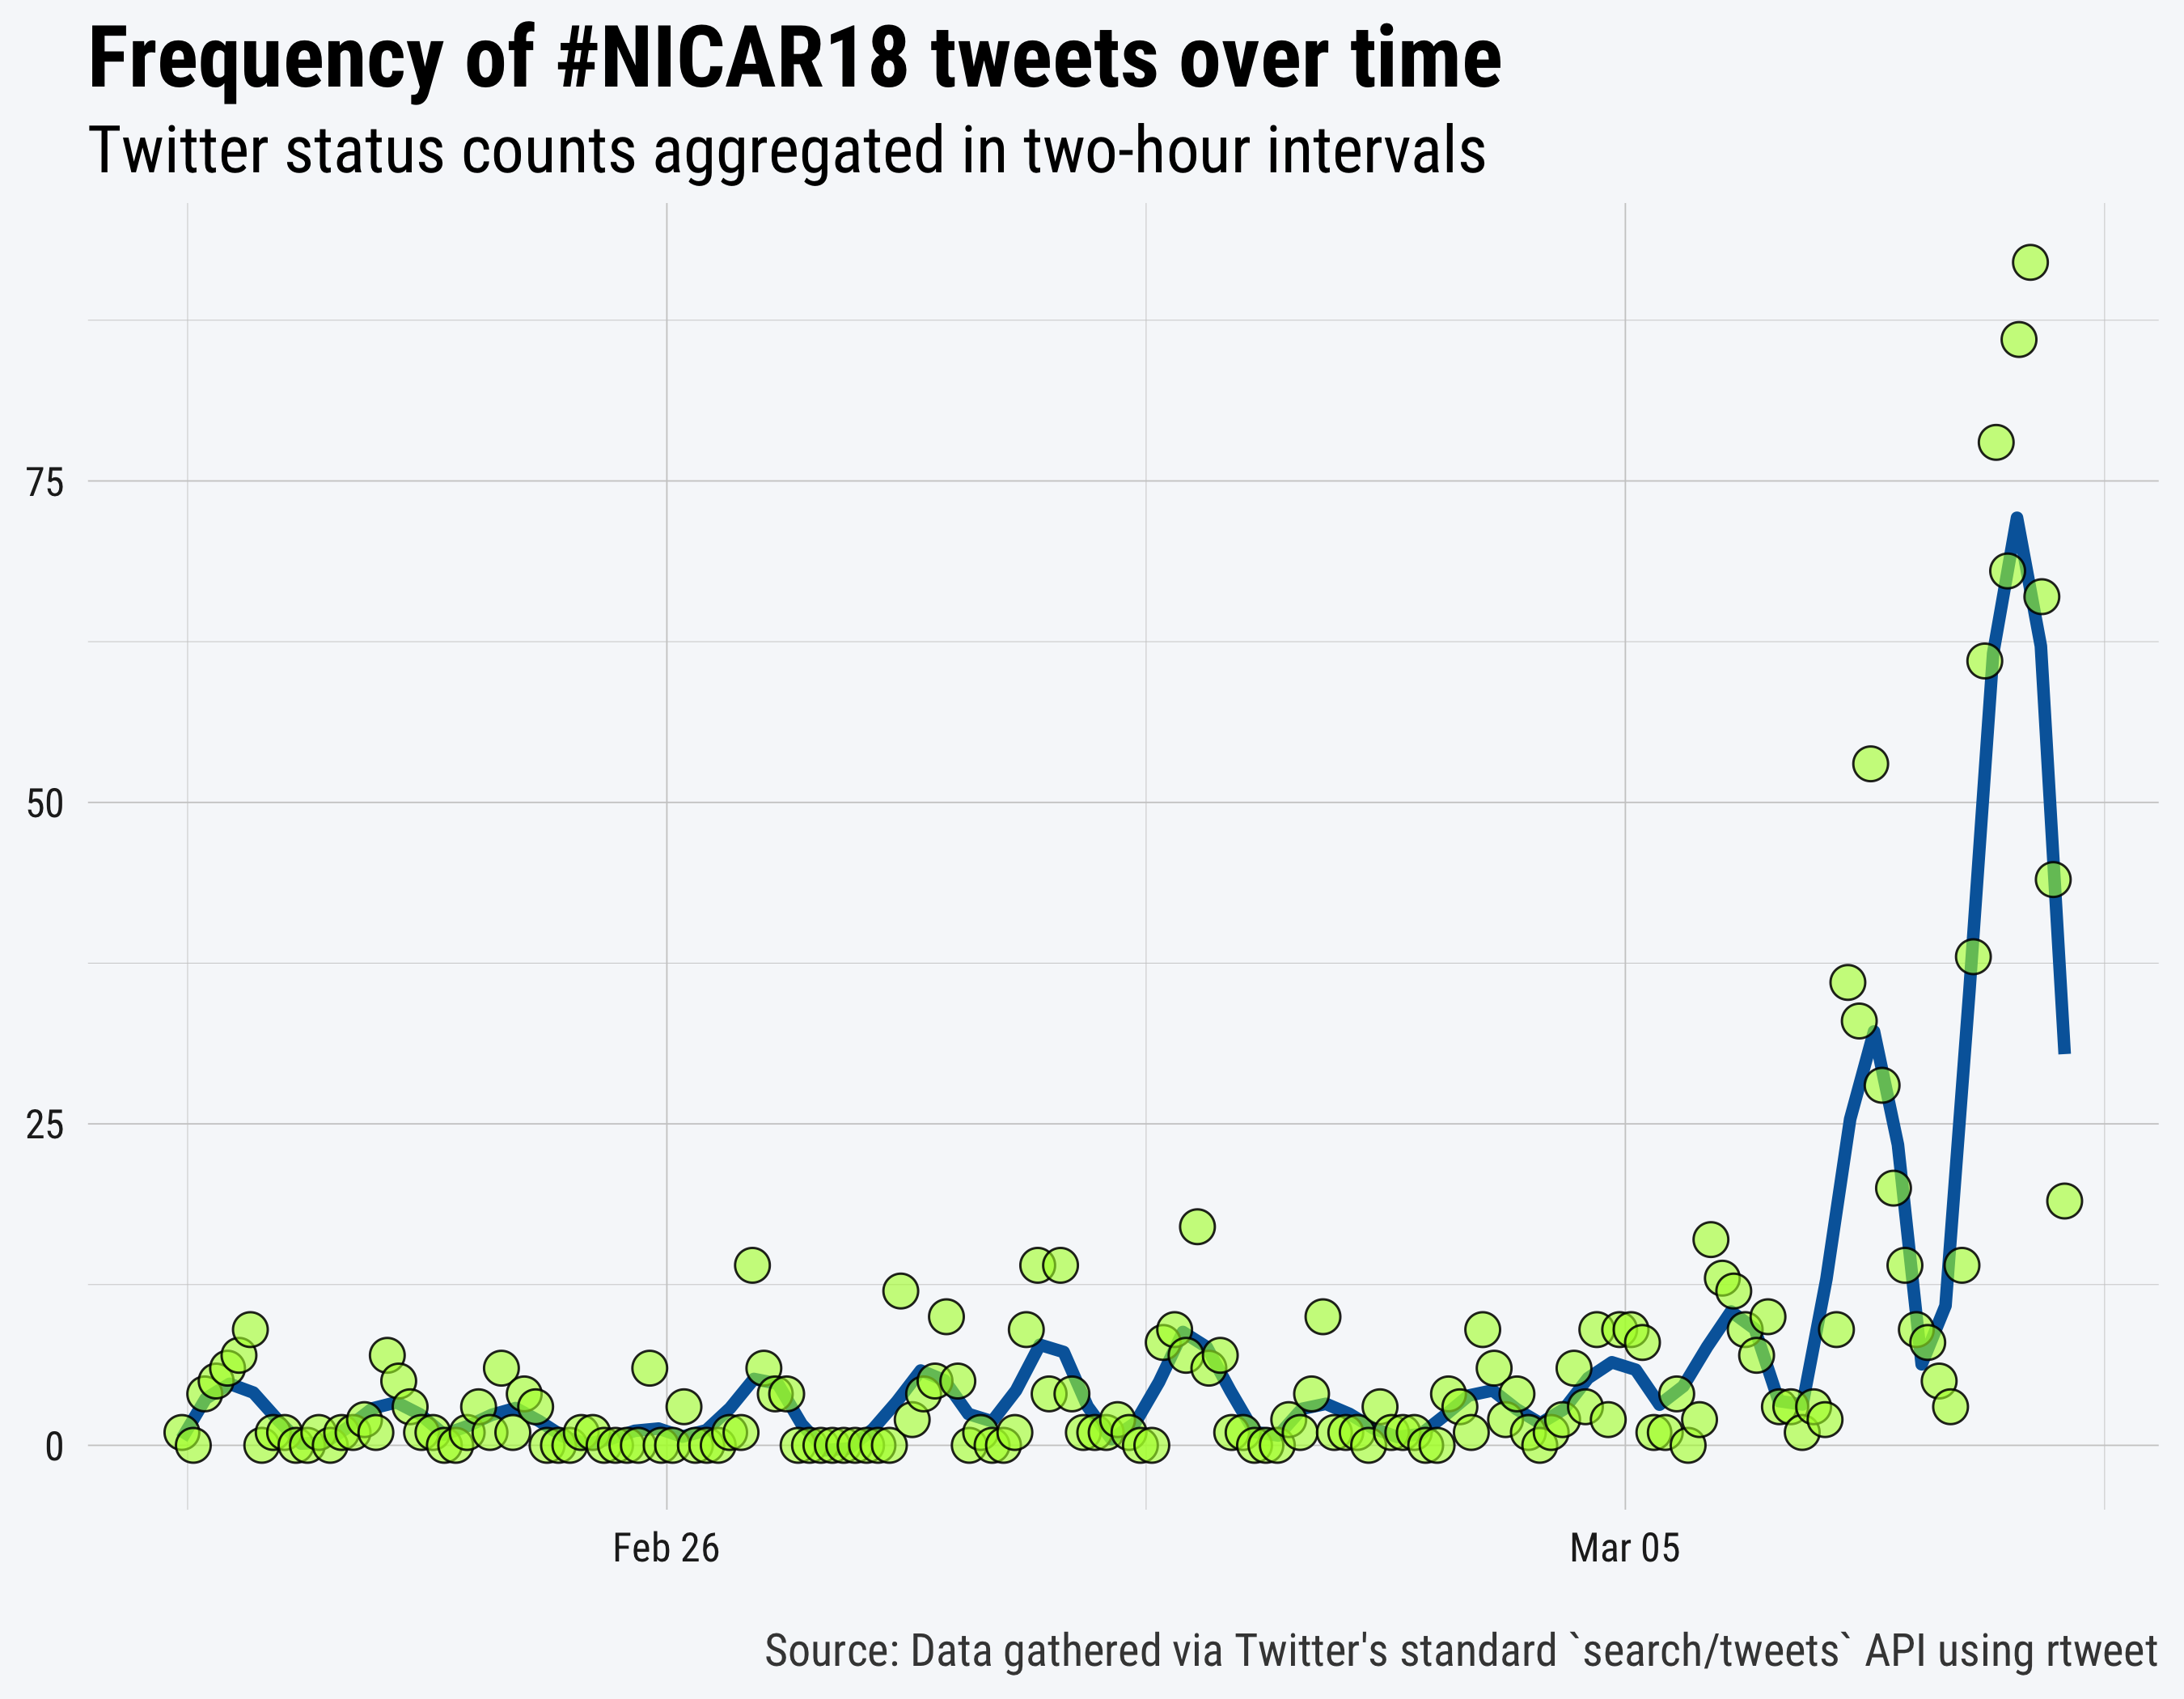 Frequency of #NICAR18 tweets over time
Twitter status counts aggregated in two-hour intervals
75
50
25
0
Feb 26 Mar 05
Source: Data gathered via Twitter's standard `search/tweets` API using rtweet